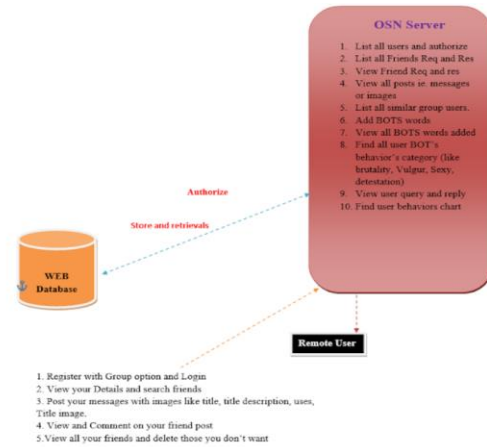 OSN Server
1. List all users and authorize
2. List all Friends Req and Res
3. View Friend Req and res
4. View all posts ie. messages
or images
5. List all similar group users.
6. Add BOTS words
7. View all BOTS words added
8. Find all user BOT's
behavior's category (like
brutality, Vulgur, Sexy,
detestation)
9. View user query and reply
10. Find user behaviors chart
Authorize
Store and retrievals
WEB
Database
Remote User
1. Register with Group option and Login
2. View your Details and search friends
3. Post your messages with images like title, title description, uses,
Title image.
4. View and Comment on your friend post
5.View all your friends and delete those you don't want